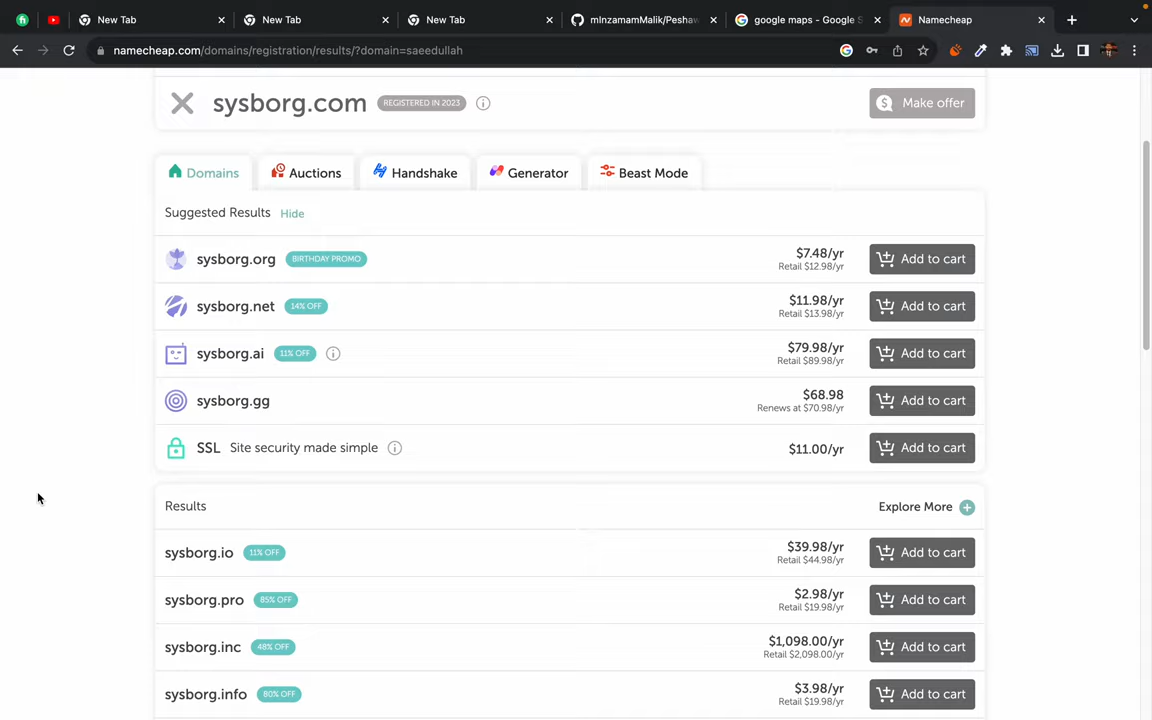 New Tab
New Tab
New Tab
mInzamamMalik/Peshaw
google maps - Google S
Namecheap
namecheap.com/domains/registration/results/?domain=saeedullah
sysborg.com REGISTERED IN 2023
Make offer
Domains
Auctions
Handshake
Generator
Beast Mode
Suggested Results Hide
sysborg.org BIRTHDAY PROMO
$7.48/yr
Retail $12.98/yr
Add to cart
sysborg.net 14% OFF
$11.98/yr
Retail $13.98/yr
Add to cart
sysborg.ai 11% OFF
$79.98/yr
Retail $89.98/yr
Add to cart
sysborg.gg
$68.98
Renews at $70.98/yr
Add to cart
SSL Site security made simple
$11.00/yr
Add to cart
Results
Explore More
sysborg.io 11% OFF
$39.98/yr
Retail $44.98/yr
Add to cart
sysborg.pro 85% OFF
$2.98/yr
Retail $19.98/yr
Add to cart
sysborg.inc 48% OFF
$1,098.00/yr
Retail $2,098.00/yr
Add to cart
sysborg.info 80% OFF
$3.98/yr
Retail $19.98/yr
Add to cart